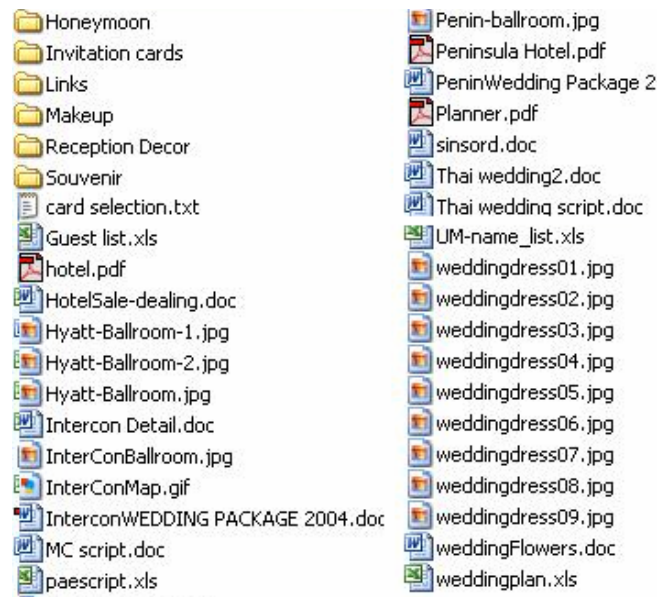 Honeymoon
Invitation cards
Links
Makeup
Reception Decor
Souvenir
card selection.txt
Guest list.xls
hotel.pdf
HotelSale-dealing.doc
Hyatt-Ballroom-1.jpg
Hyatt-Ballroom-2.jpg
Hyatt-Ballroom.jpg
Intercon Detail.doc
InterConBallroom.jpg
InterConMap.gif
InterconWEDDING PACKAGE 2004.doc
MC script.doc
paescript.xls
Penin-ballroom.jpg
Peninsula Hotel.pdf
PeninWedding Package 2
Planner.pdf
sinsord.doc
Thai wedding2.doc
Thai wedding script.doc
UM-name_list.xls
weddingdress01.jpg
weddingdress02.jpg
weddingdress03.jpg
weddingdress04.jpg
weddingdress05.jpg
weddingdress06.jpg
weddingdress07.jpg
weddingdress08.jpg
weddingdress09.jpg
weddingFlowers.doc
weddingplan.xls